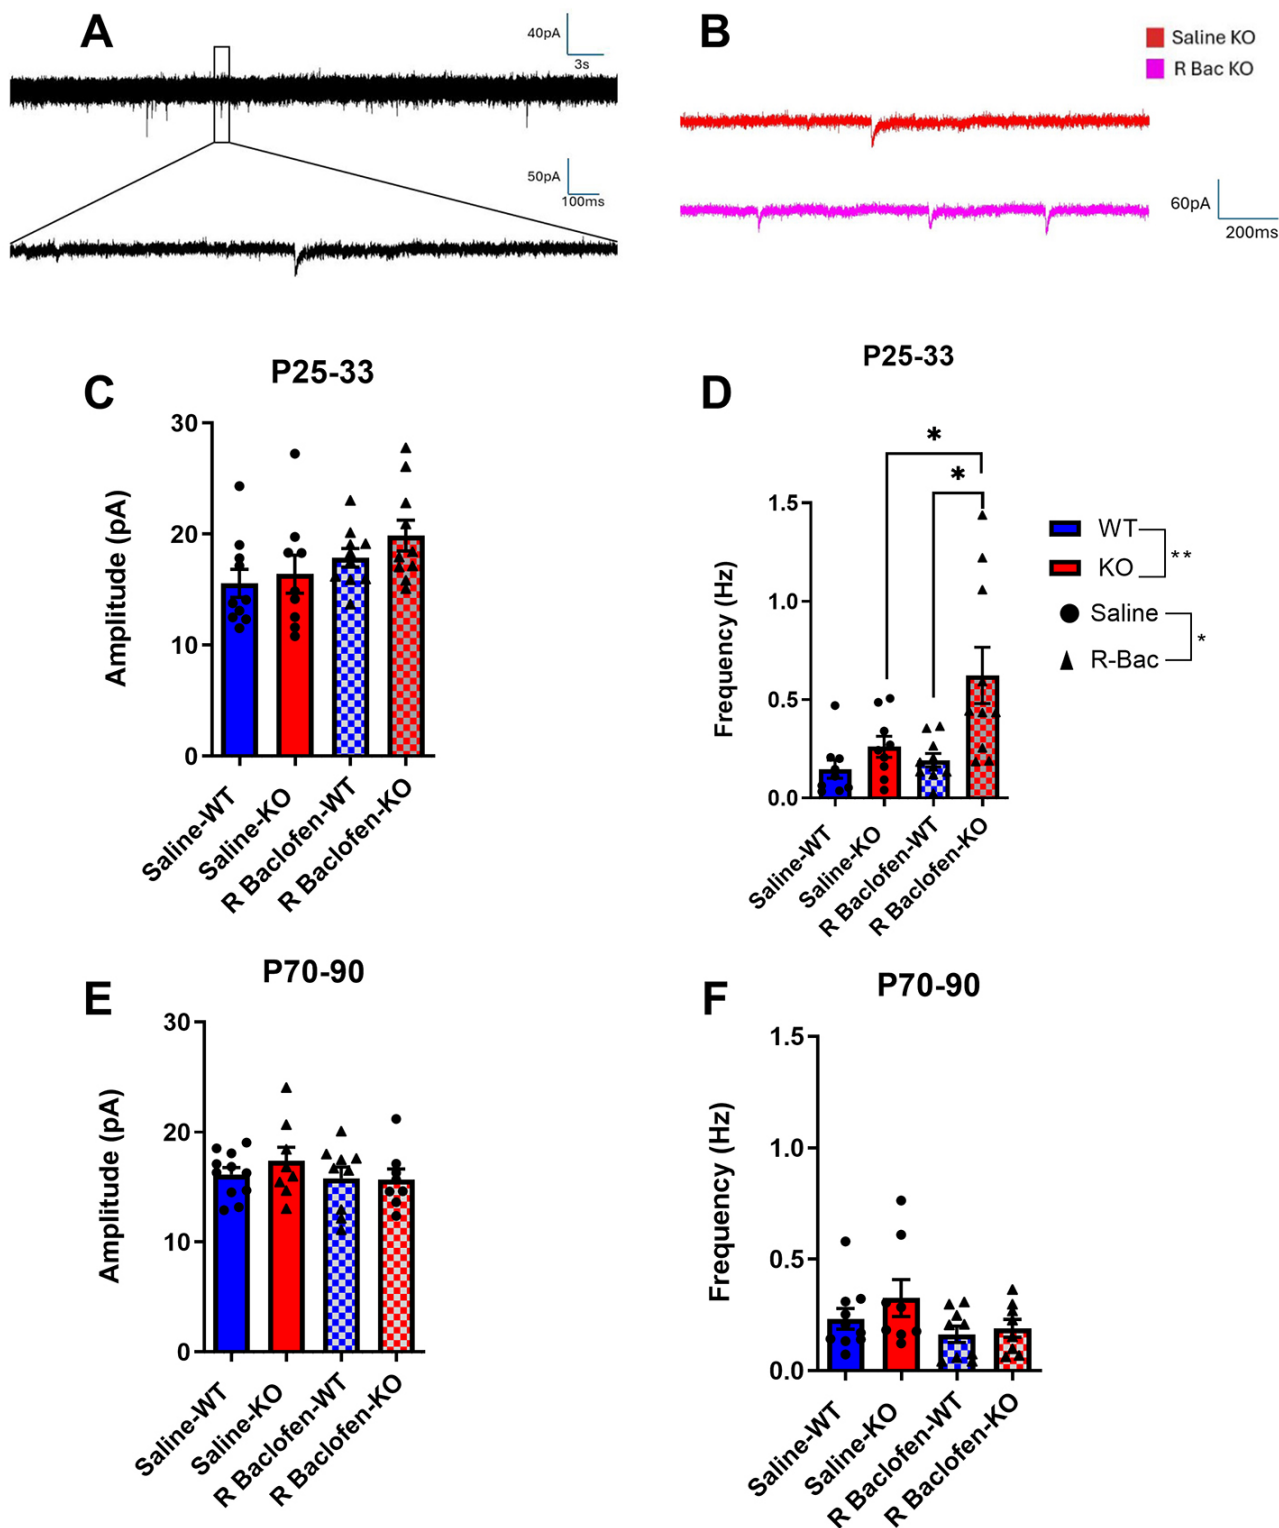 A
40pA
3s
50pA
100ms
B
Saline KO
R Bac KO
60pA
200ms
C
P25-33
Amplitude (pA)
30
20
10
0
Saline-WT
Saline-KO
R Baclofen-WT
R Baclofen-KO
D
P25-33
Frequency (Hz)
1.5
1.0
0.5
0.0
*
*
Saline-WT
Saline-KO
R Baclofen-WT
R Baclofen-KO
WT
KO
**
Saline
R-Bac
*
E
P70-90
Amplitude (pA)
30
20
10
0
Saline-WT
Saline-KO
R Baclofen-WT
R Baclofen-KO
F
P70-90
Frequency (Hz)
1.5
1.0
0.5
0.0
Saline-WT
Saline-KO
R Baclofen-WT
R Baclofen-KO